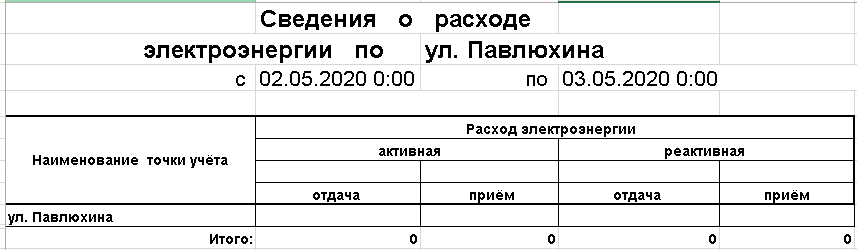 Сведения о расходе
электроэнергии по ул. Павлюхина
с 02.05.2020 0:00 по 03.05.2020 0:00
Расход электроэнергии
Наименование точки учёта
активная реактивная
отдача приём отдача приём
ул. Павлюхина
Итого: 0 0 0 0